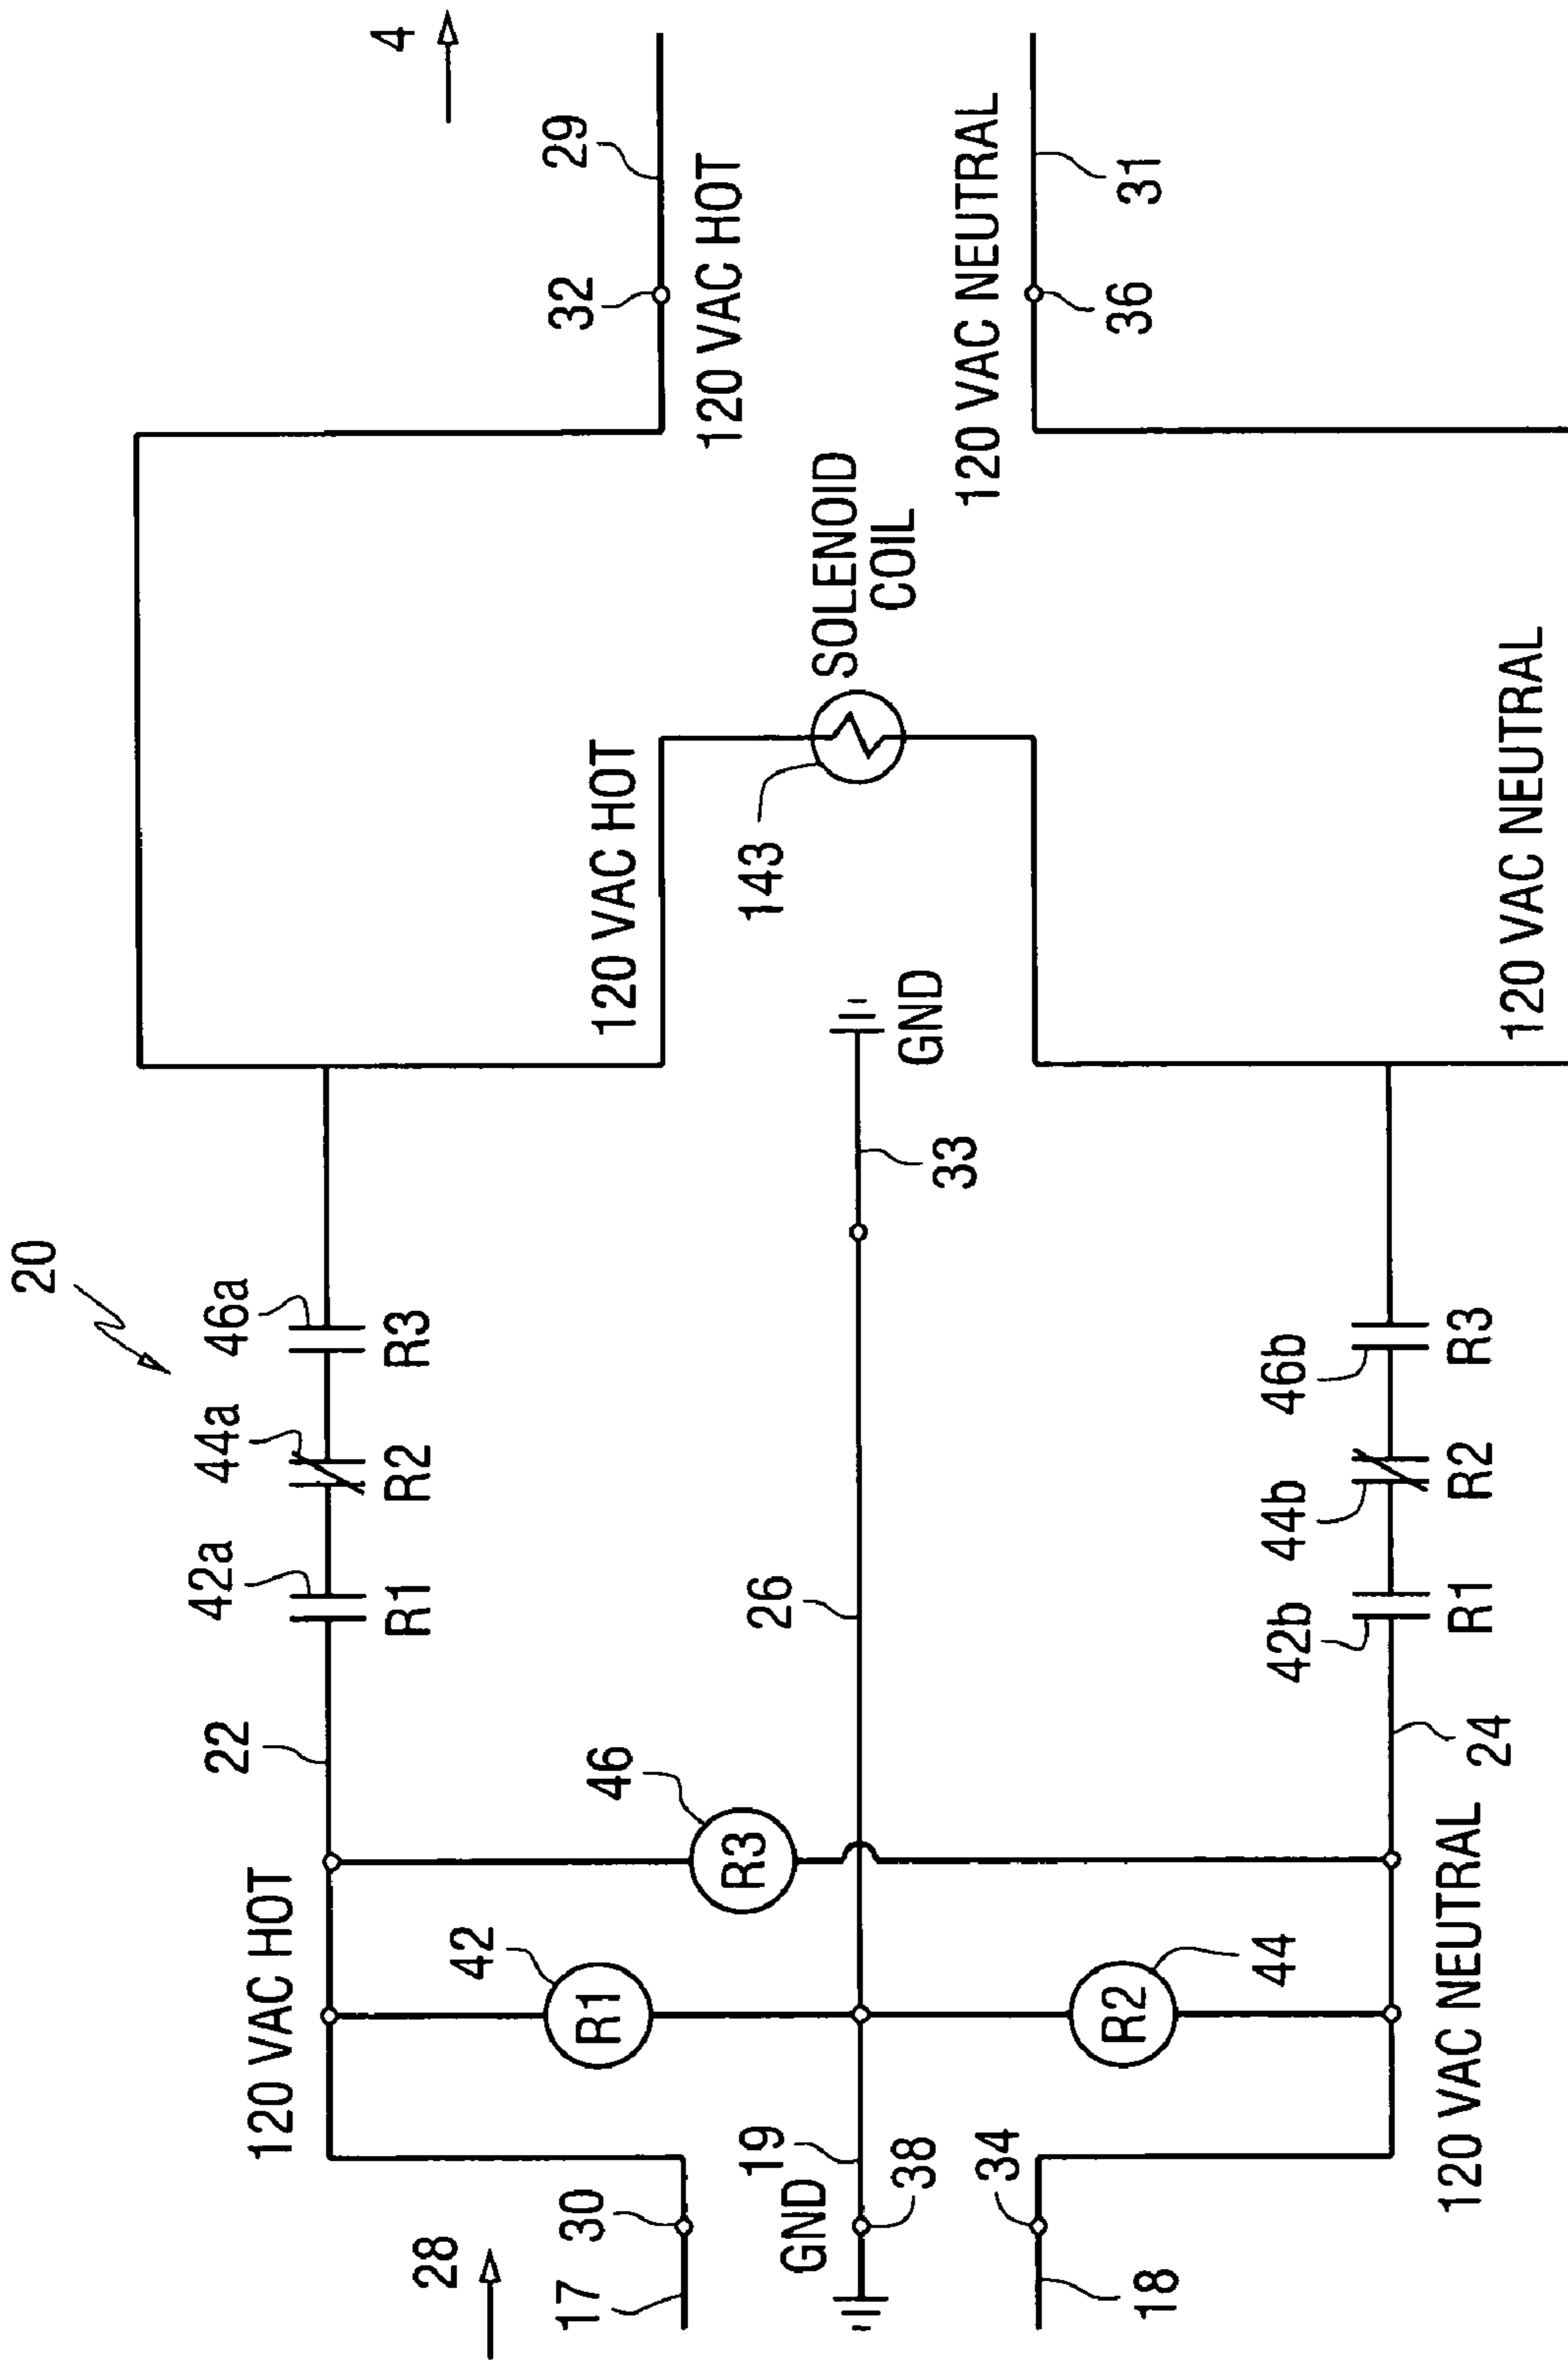 20
4
28
17
30
120 VAC HOT
22
42a
R1
44a
R2
46a
R3
120 VAC HOT
32
29
120 VAC HOT
42
R1
46
R3
19
GND
38
26
33
GND
143
SOLENOID
COIL
120 VAC NEUTRAL
36
31
34
18
44
R2
120 VAC NEUTRAL
24
42b
R1
44b
R2
46b
R3
120 VAC NEUTRAL